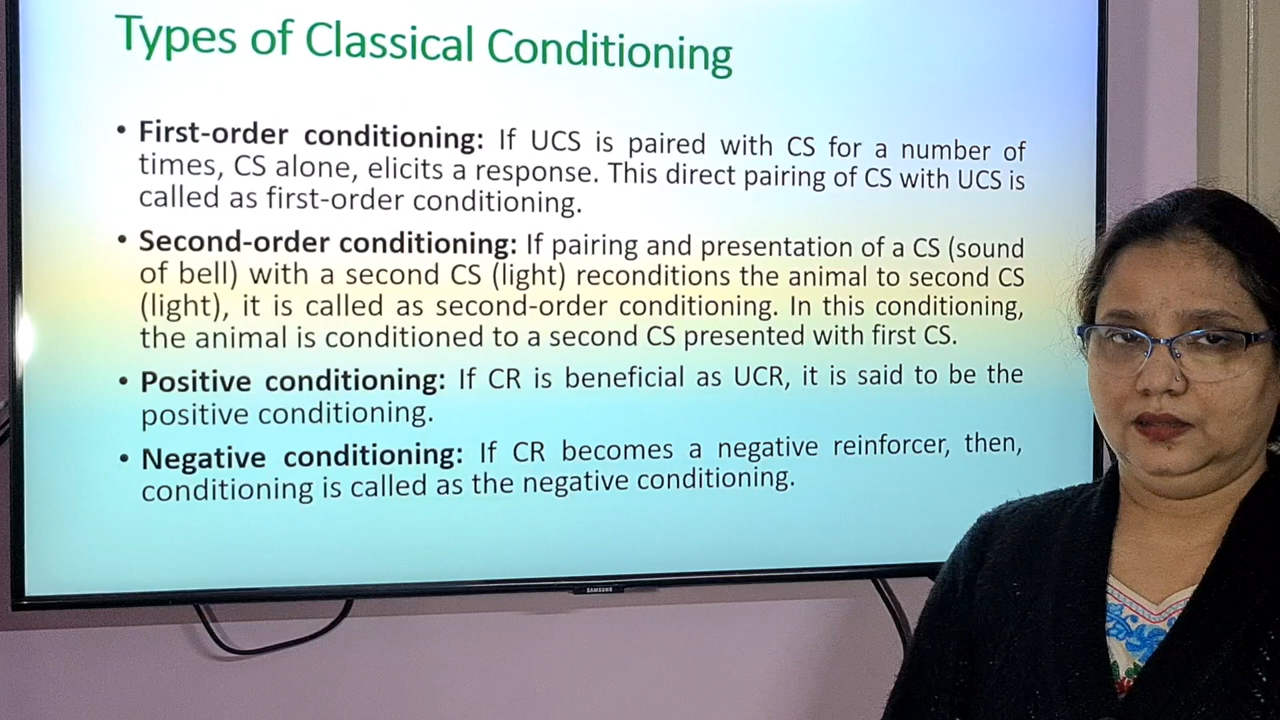 Types of Classical Conditioning
• First-order conditioning: If UCS is paired with CS for a number of
times, CS alone, elicits a response. This direct pairing of CS with UCS is
called as first-order conditioning.
• Second-order conditioning: If pairing and presentation of a CS (sound
of bell) with a second CS (light) reconditions the animal to second CS
(light), it is called as second-order conditioning. In this conditioning,
the animal is conditioned to a second CS presented with first CS.
• Positive conditioning: If CR is beneficial as UCR, it is said to be the
positive conditioning.
• Negative conditioning: If CR becomes a negative reinforcer, then,
conditioning is called as the negative conditioning.
SAMSUNG